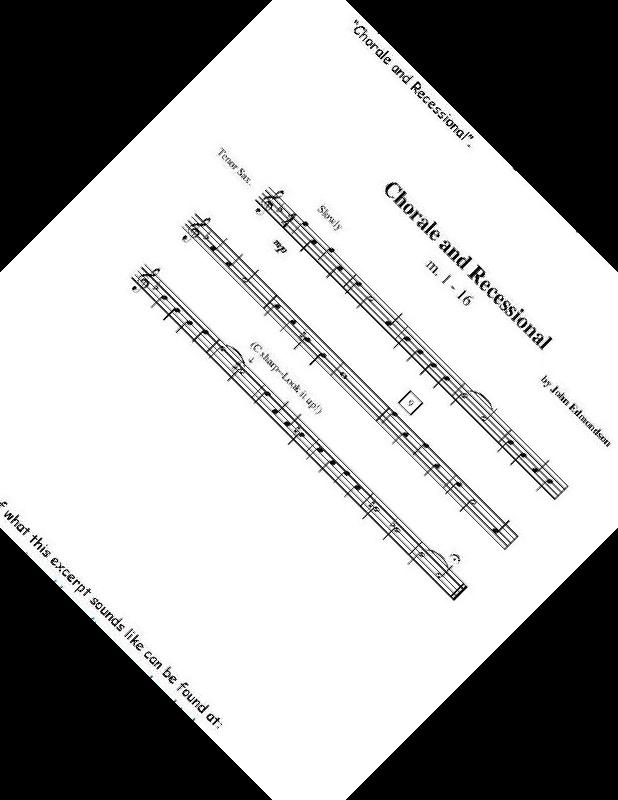 "Chorale and Recessional".
Chorale and Recessional
m. 1 - 16
by John Edmondson
Tenor Sax.
Slowly
mp
9
(C sharp--Look it up!)
f what this excerpt sounds like can be found at: